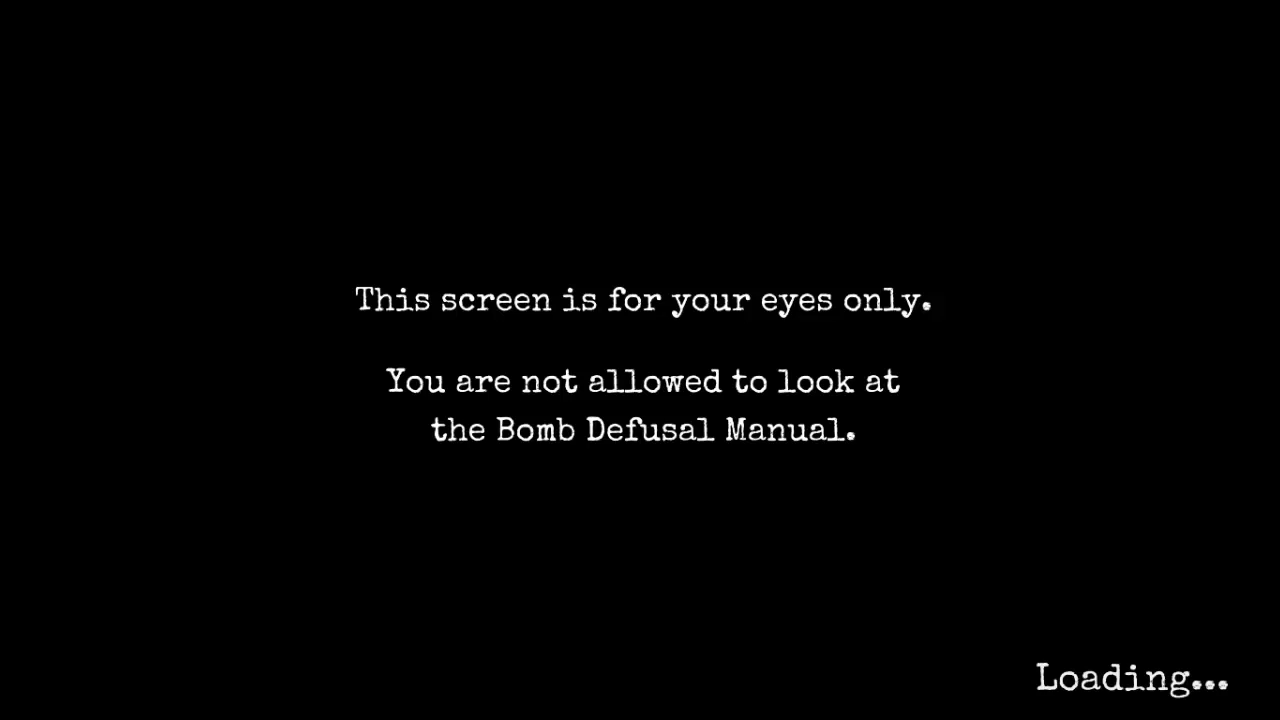 This screen is for your eyes only.
You are not allowed to look at
the Bomb Defusal Manual.
Loading...